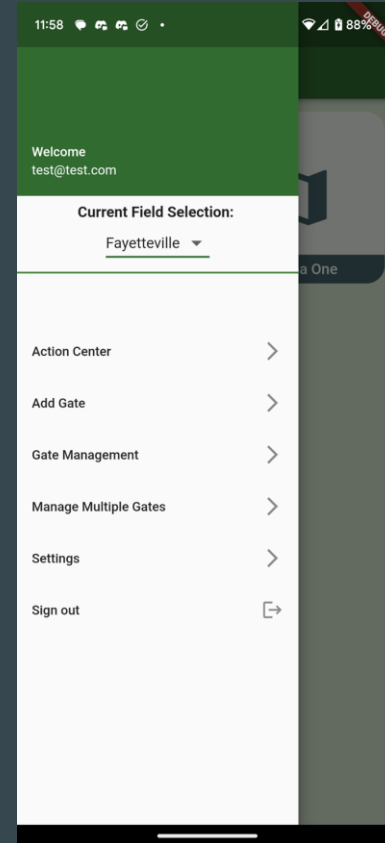 11:58
88%
DEBUG
Welcome
test@test.com
Current Field Selection:
Fayetteville
a One
Action Center
Add Gate
Gate Management
Manage Multiple Gates
Settings
Sign out